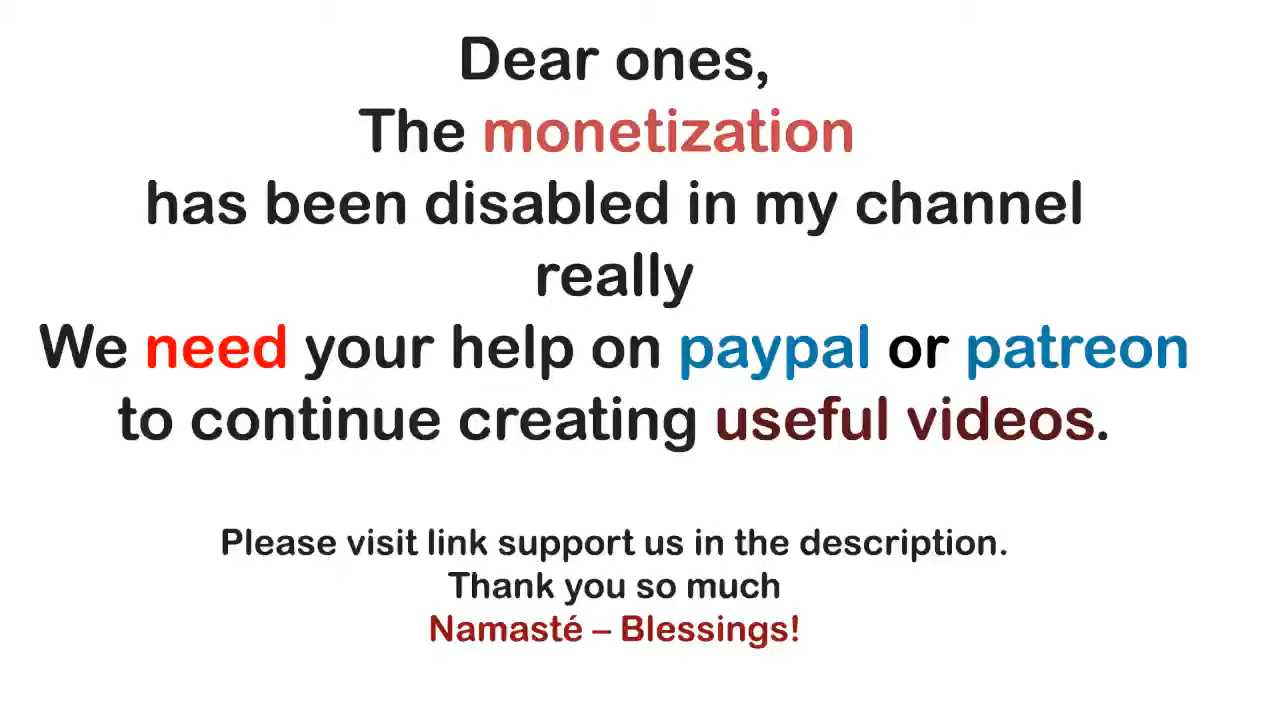 Dear ones,
The monetization
has been disabled in my channel
really
We need your help on paypal or patreon
to continue creating useful videos.
Please visit link support us in the description.
Thank you so much
Namasté – Blessings!